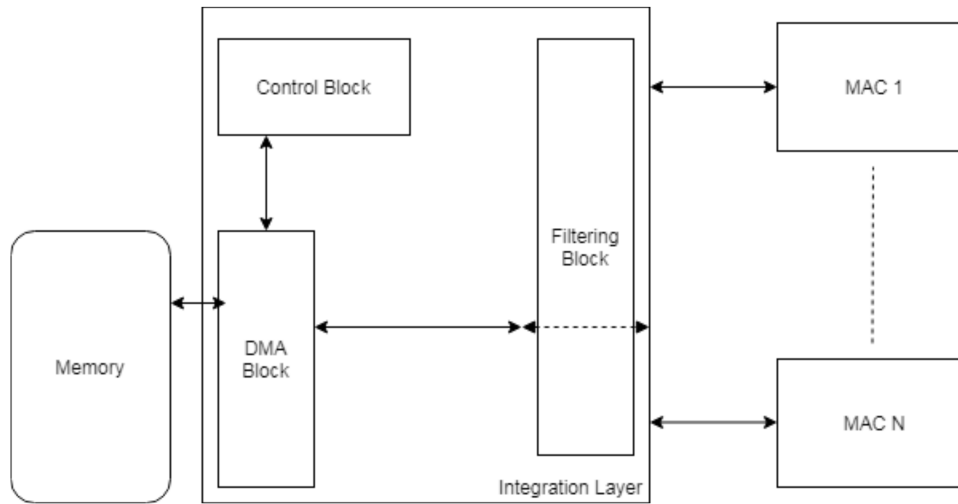 Control Block
MAC 1
Filtering
Block
Memory
DMA
Block
MAC N
Integration Layer